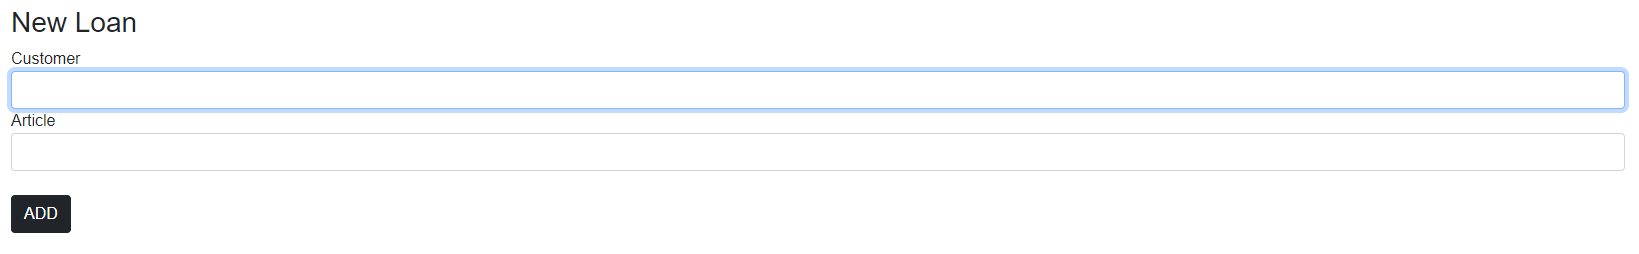 New Loan
Customer
Article
ADD